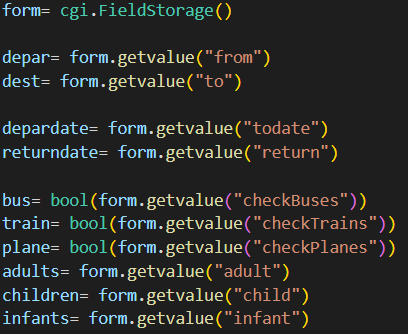 form= cgi.FieldStorage()
depar= form.getvalue("from")
dest= form.getvalue("to")
depardate= form.getvalue("todate")
returndate= form.getvalue("return")
bus= bool(form.getvalue("checkBuses"))
train= bool(form.getvalue("checkTrains"))
plane= bool(form.getvalue("checkPlanes"))
adults= form.getvalue("adult")
children= form.getvalue("child")
infants= form.getvalue("infant")